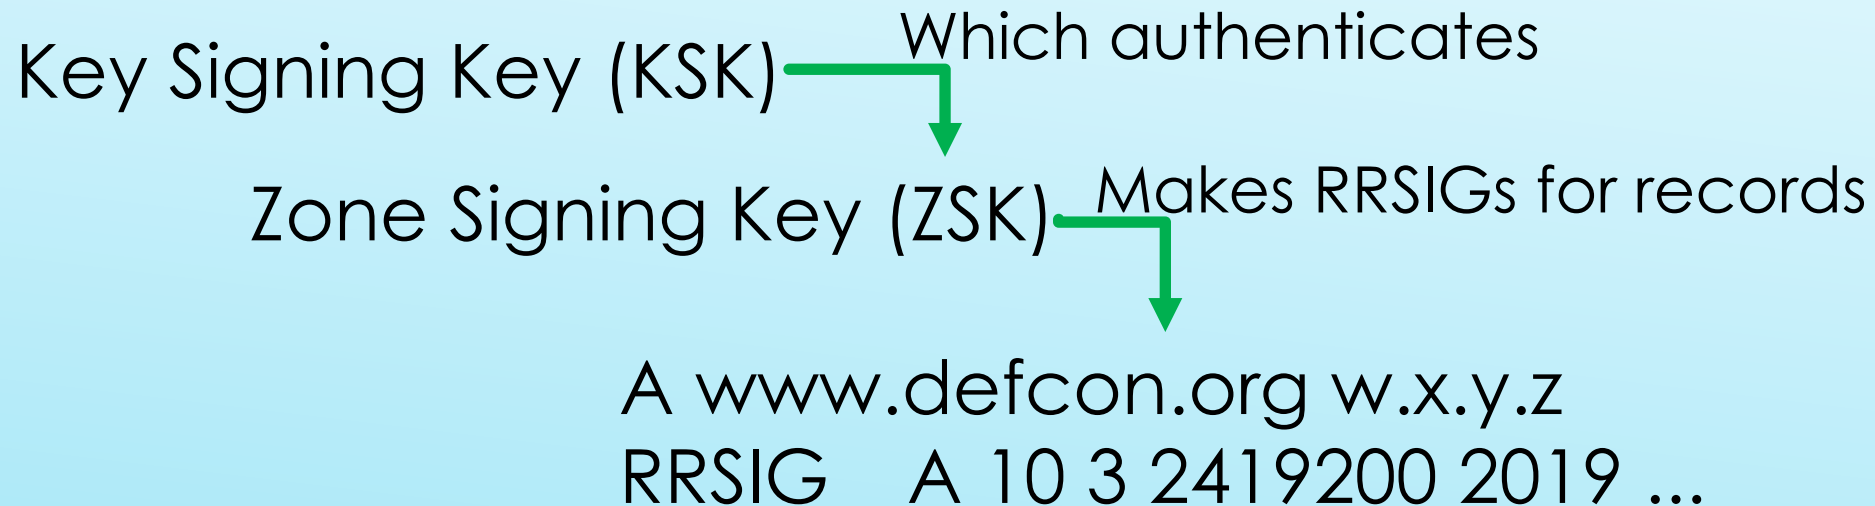 Key Signing Key (KSK)
Which authenticates
Zone Signing Key (ZSK)
Makes RRSIGs for records
A www.defcon.org w.x.y.z
RRSIG A 10 3 2419200 2019 ...